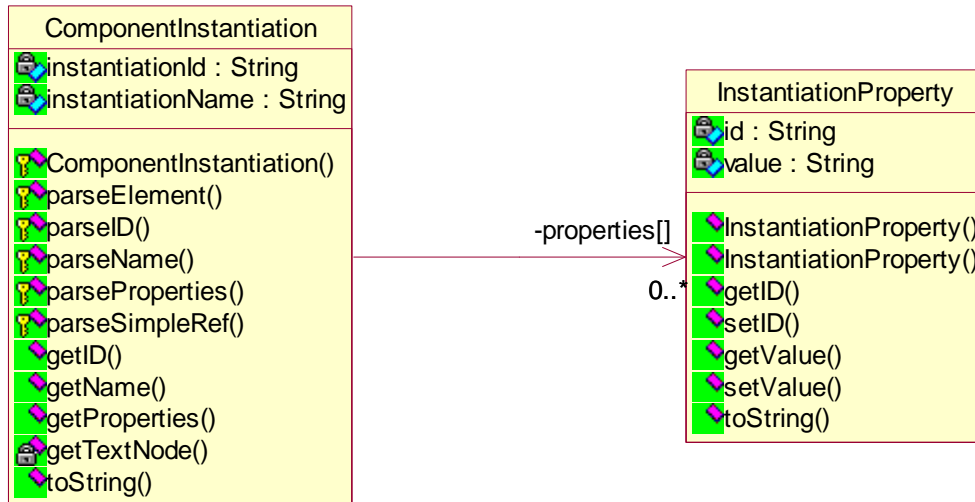 ComponentInstantiation
instantiationId : String
instantiationName : String
ComponentInstantiation()
parseElement()
parseID()
parseName()
parseProperties()
parseSimpleRef()
getID()
getName()
getProperties()
getTextNode()
toString()
-properties[]
0..*
InstantiationProperty
id : String
value : String
InstantiationProperty()
InstantiationProperty()
getID()
setID()
getValue()
setValue()
toString()